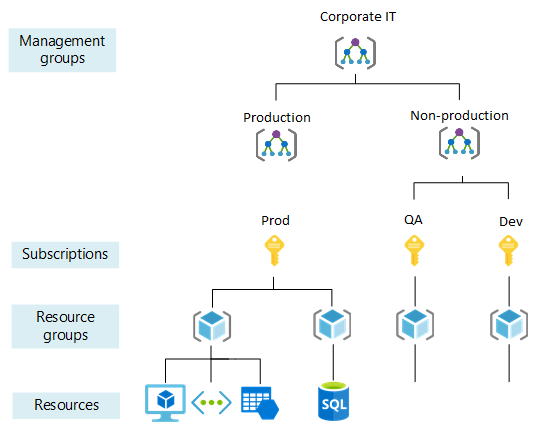 Corporate IT
Management
groups
Production
Non-production
Prod
QA
Dev
Subscriptions
Resource
groups
Resources
SQL